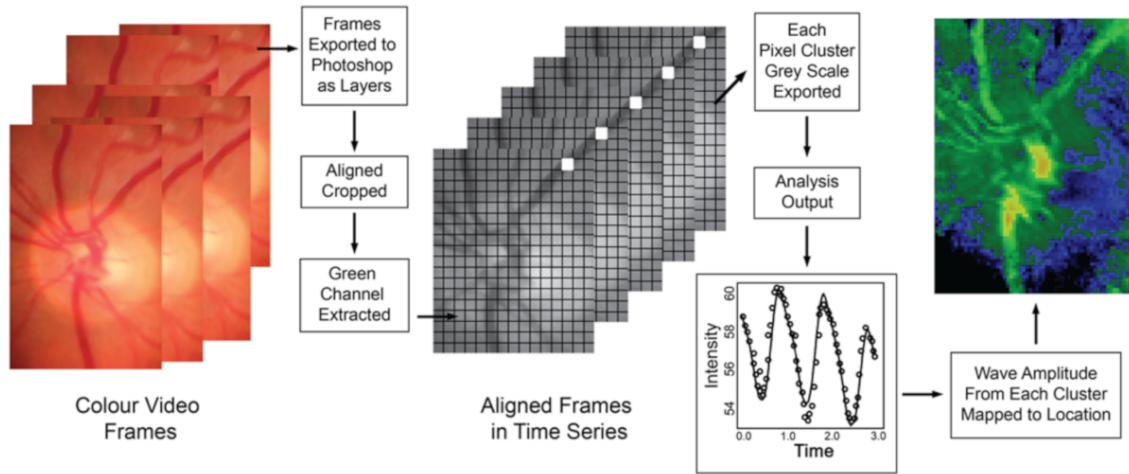 Frames
Exported to
Photoshop
as Layers
Aligned
Cropped
Green
Channel
Extracted
Colour Video
Frames
Aligned Frames
in Time Series
Each
Pixel Cluster
Grey Scale
Exported
Analysis
Output
Intensity
60
58
56
54
0.0 1.0 2.0 3.0
Time
Wave Amplitude
From Each Cluster
Mapped to Location